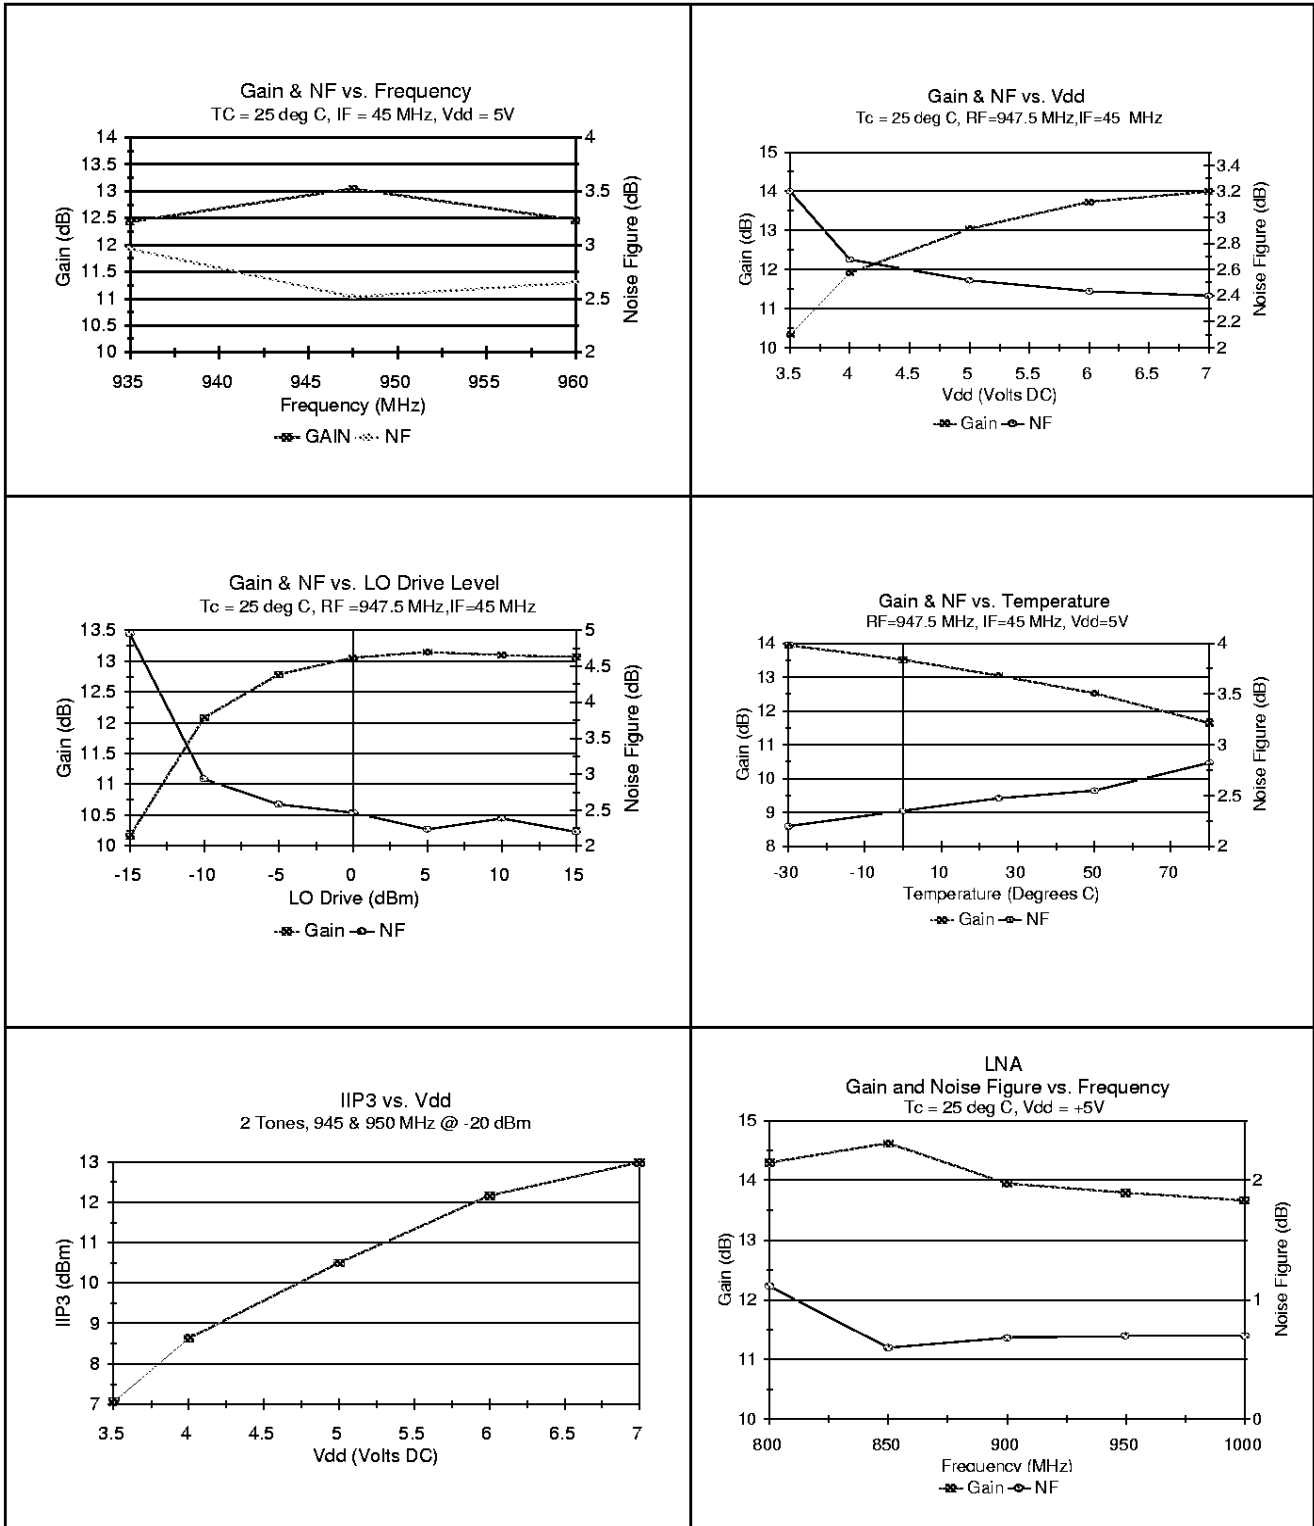 Gain & NF vs. Frequency
TC = 25 deg C, IF = 45 MHz, Vdd = 5V
14
13.5
13
12.5
12
11.5
11
10.5
10
Gain (dB)
4
3.5
3
2.5
2
Noise Figure (dB)
935 940 945 950 955 960
Frequency (MHz)
GAIN NF
Gain & NF vs. Vdd
Tc = 25 deg C, RF=947.5 MHz,IF=45 MHz
15
14
13
12
11
10
Gain (dB)
3.4
3.2
3
2.8
2.6
2.4
2.2
2
Noise Figure (dB)
3.5 4 4.5 5 5.5 6 6.5 7
Vdd (Volts DC)
Gain NF
Gain & NF vs. LO Drive Level
Tc = 25 deg C, RF =947.5 MHz,IF=45 MHz
13.5
13
12.5
12
11.5
11
10.5
10
Gain (dB)
5
4.5
4
3.5
3
2.5
2
Noise Figure (dB)
-15 -10 -5 0 5 10 15
LO Drive (dBm)
Gain NF
Gain & NF vs. Temperature
RF=947.5 MHz, IF=45 MHz, Vdd=5V
14
13
12
11
10
9
8
Gain (dB)
4
3.5
3
2.5
2
Noise Figure (dB)
-30 -10 10 30 50 70
Temperature (Degrees C)
Gain NF
IIP3 vs. Vdd
2 Tones, 945 & 950 MHz @ -20 dBm
13
12
11
10
9
8
7
IIP3 (dBm)
3.5 4 4.5 5 5.5 6 6.5 7
Vdd (Volts DC)
LNA
Gain and Noise Figure vs. Frequency
Tc = 25 deg C, Vdd = +5V
15
14
13
12
11
10
Gain (dB)
2
1
0
Noise Figure (dB)
800 850 900 950 1000
Frequency (MHz)
Gain NF